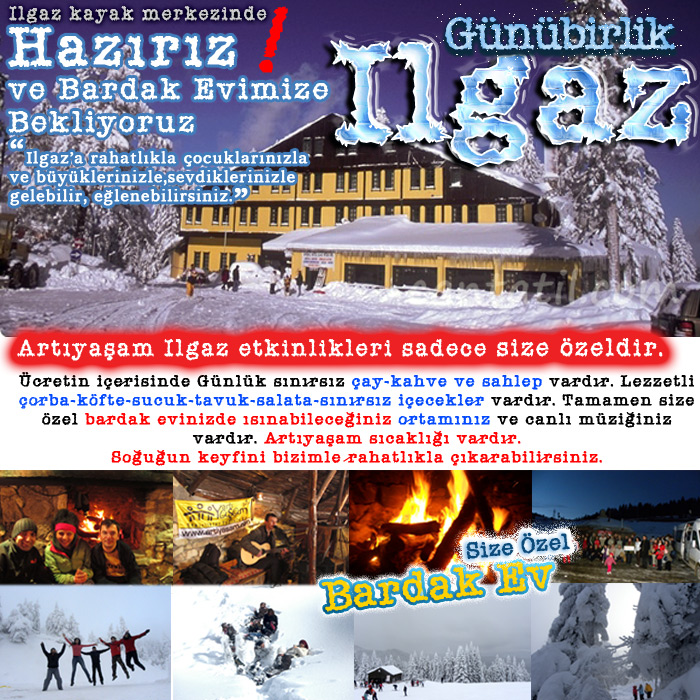 Ilgaz kayak merkezinde
Hazırız!
ve Bardak Evimize
Bekliyoruz
“Ilgaz'a rahatlıkla çocuklarınızla
ve büyüklerinizle,sevdiklerinizle
gelebilir, eğlenebilirsiniz.”
Günübirlik
Ilgaz
Artıyaşam Ilgaz etkinlikleri sadece size özeldir.
Ücretin içerisinde Günlük sınırsız çay-kahve ve sahlep vardır. Lezzetli
çorba-köfte-sucuk-tavuk-salata-sınırsız içecekler vardır. Tamamen size
özel bardak evinizde ısınabileceğiniz ortamınız ve canlı müziğiniz
vardır. Artıyaşam sıcaklığı vardır.
Soğuğun keyfini bizimle rahatlıkla çıkarabilirsiniz.
Size Özel
Bardak Ev